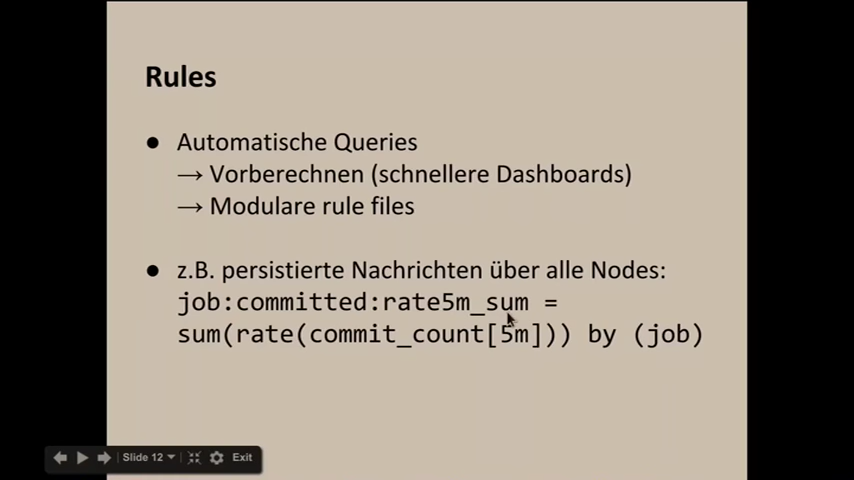 Rules
● Automatische Queries
→ Vorberechnen (schnellere Dashboards)
→ Modulare rule files
● z.B. persistierte Nachrichten über alle Nodes:
job:committed:rate5m_sum =
sum(rate(commit_count[5m])) by (job)
Slide 12
Exit